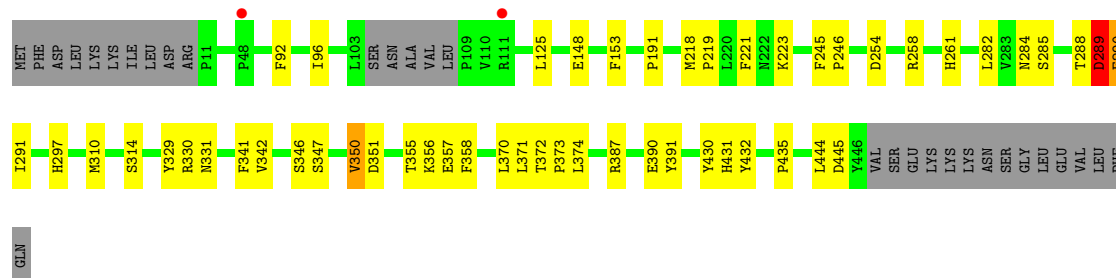 MET PHE ASP LEU LYS LYS ILE LEU ASP ARG P11 P48 F92 I96 L103 SER ASN ALA VAL LEU P109 V110 R111 L125 E148 F153 P191 M218 P219 L220 F221 N222 K223 F245 P246 D254 R258 H261 L282 V283 N284 S285 T288 D289
I291 H297 M310 S314 Y329 R330 N331 F341 V342 S346 S347 V350 D351 T355 K356 E357 F358 L370 L371 T372 P373 L374 R387 E390 Y391 Y430 H431 Y432 P435 L444 D445 Y446 VAL SER GLU LYS LYS LYS ASN SER GLY LEU GLU VAL LEU
GLN